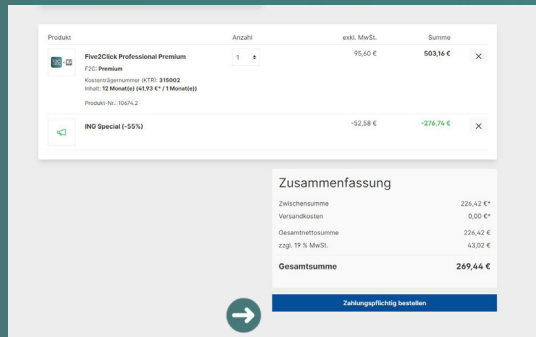 Produkt Anzahl exkl. MwSt. Summe
Five2Click Professional Premium 1 95,60 € 503,16 €
F2C: Premium
Kostenträgernummer (KTR): 315002
Inhalt: 12 Monat(e) (41,93 €* / 1 Monat(e))
Produkt-Nr.: 10674.2
ING Special (-55%) -52,58 € -276,74 €
Zusammenfassung
Zwischensumme 226,42 €*
Versandkosten 0,00 €*
Gesamtnettosumme 226,42 €
zzgl. 19 % MwSt. 43,02 €
Gesamtsumme 269,44 €
Zahlungspflichtig bestellen